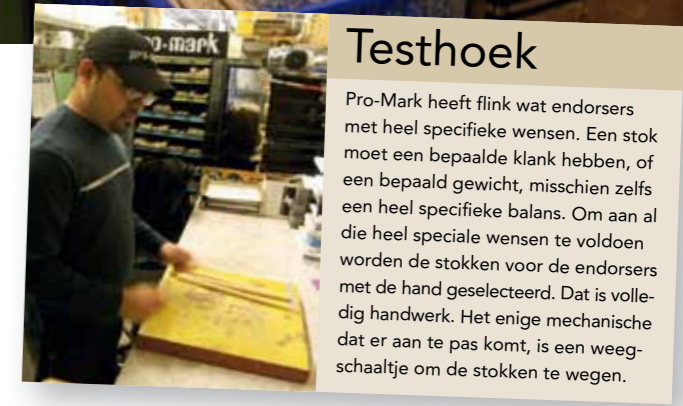 pro-mark
Testhoek
Pro-Mark heeft flink wat endorsers
met heel specifieke wensen. Een stok
moet een bepaalde klank hebben, of
een bepaald gewicht, misschien zelfs
een heel specifieke balans. Om aan al
die heel speciale wensen te voldoen
worden de stokken voor de endorsers
met de hand geselecteerd. Dat is volle-
dig handwerk. Het enige mechanische
dat er aan te pas komt, is een weeg-
schaaltje om de stokken te wegen.